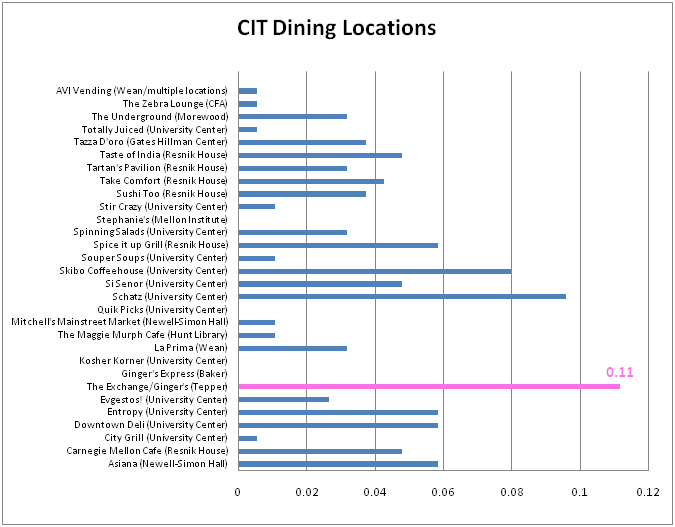 CIT Dining Locations
AVI Vending (Wean/multiple locations)
The Zebra Lounge (CFA)
The Underground (Morewood)
Totally Juiced (University Center)
Tazza D'oro (Gates Hillman Center)
Taste of India (Resnik House)
Tartan's Pavilion (Resnik House)
Take Comfort (Resnik House)
Sushi Too (Resnik House)
Stir Crazy (University Center)
Stephanie's (Mellon Institute)
Spinning Salads (University Center)
Spice it up Grill (Resnik House)
Souper Soups (University Center)
Skibo Coffeehouse (University Center)
Si Senor (University Center)
Schatz (University Center)
Quik Picks (University Center)
Mitchell's Mainstreet Market (Newell-Simon Hall)
The Maggie Murph Cafe (Hunt Library)
La Prima (Wean)
Kosher Korner (University Center)
Ginger's Express (Baker)
0.11
The Exchange/Ginger's (Tepper)
Evgestos! (University Center)
Entropy (University Center)
Downtown Deli (University Center)
City Grill (University Center)
Carnegie Mellon Cafe (Resnik House)
Asiana (Newell-Simon Hall)
0 0.02 0.04 0.06 0.08 0.1 0.12